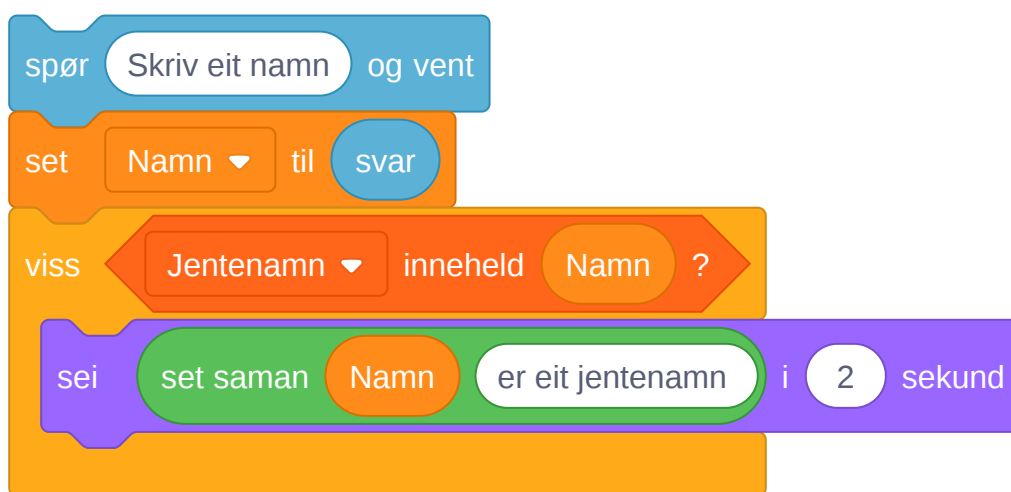 spør Skriv eit namn og vent
set Namn til svar
viss Jentenamn inneheld Namn ?
sei set saman Namn er eit jentenamn i 2 sekund